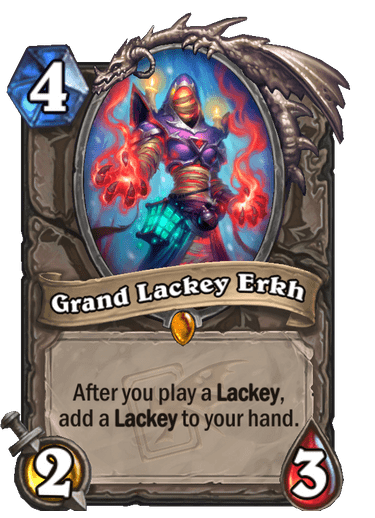 4
Grand Lackey Erkh
After you play a Lackey,
add a Lackey to your hand.
2
3